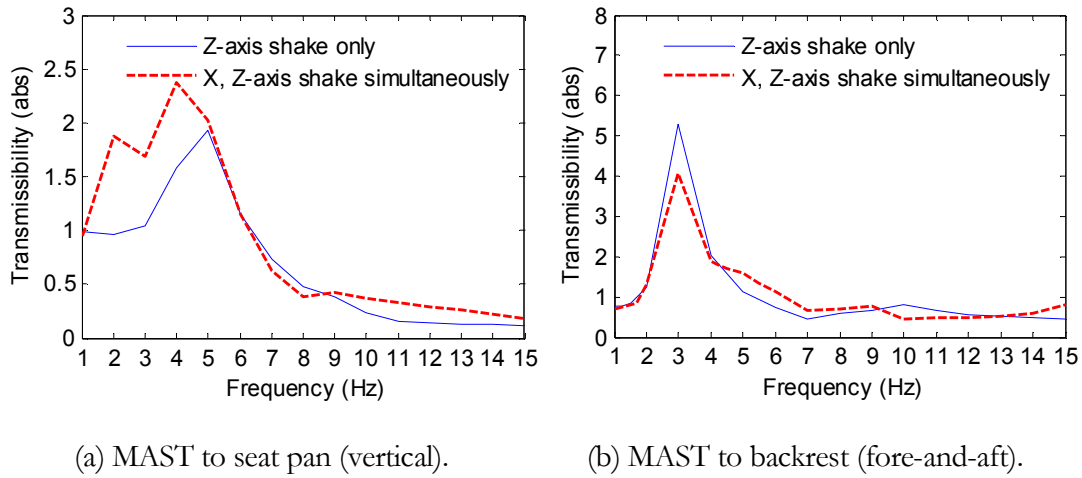 3
2.5
2
1.5
1
0.5
0
Transmissibility (abs)
Z-axis shake only
X, Z-axis shake simultaneously
1 2 3 4 5 6 7 8 9 10 11 12 13 14 15
Frequency (Hz)
(a) MAST to seat pan (vertical).
8
7
6
5
4
3
2
1
0
Transmissibility (abs)
Z-axis shake only
X, Z-axis shake simultaneously
1 2 3 4 5 6 7 8 9 10 11 12 13 14 15
Frequency (Hz)
(b) MAST to backrest (fore-and-aft).